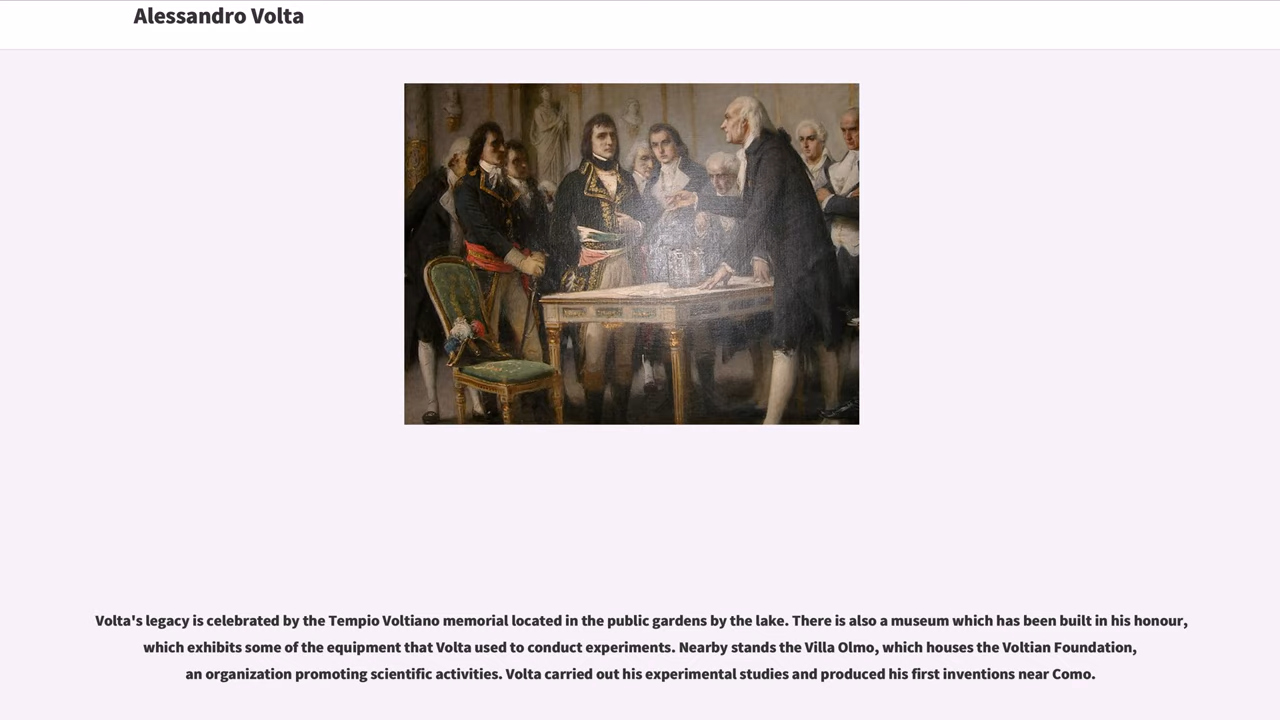 Alessandro Volta
Volta's legacy is celebrated by the Tempio Voltiano memorial located in the public gardens by the lake. There is also a museum which has been built in his honour,
which exhibits some of the equipment that Volta used to conduct experiments. Nearby stands the Villa Olmo, which houses the Voltian Foundation,
an organization promoting scientific activities. Volta carried out his experimental studies and produced his first inventions near Como.